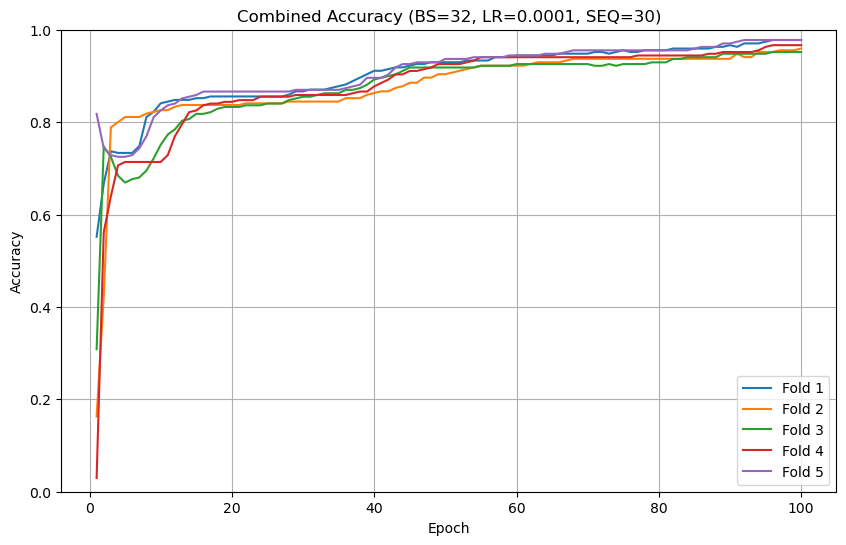 Combined Accuracy (BS=32, LR=0.0001, SEQ=30)
Accuracy
1.0
0.8
0.6
0.4
0.2
0.0
0 20 40 60 80 100
Epoch
Fold 1
Fold 2
Fold 3
Fold 4
Fold 5